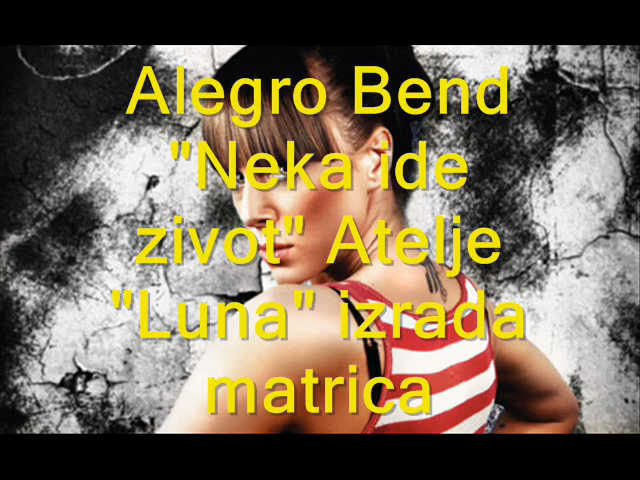 Alegro Bend
"Neka ide
zivot" Atelje
"Luna" izrada
matrica